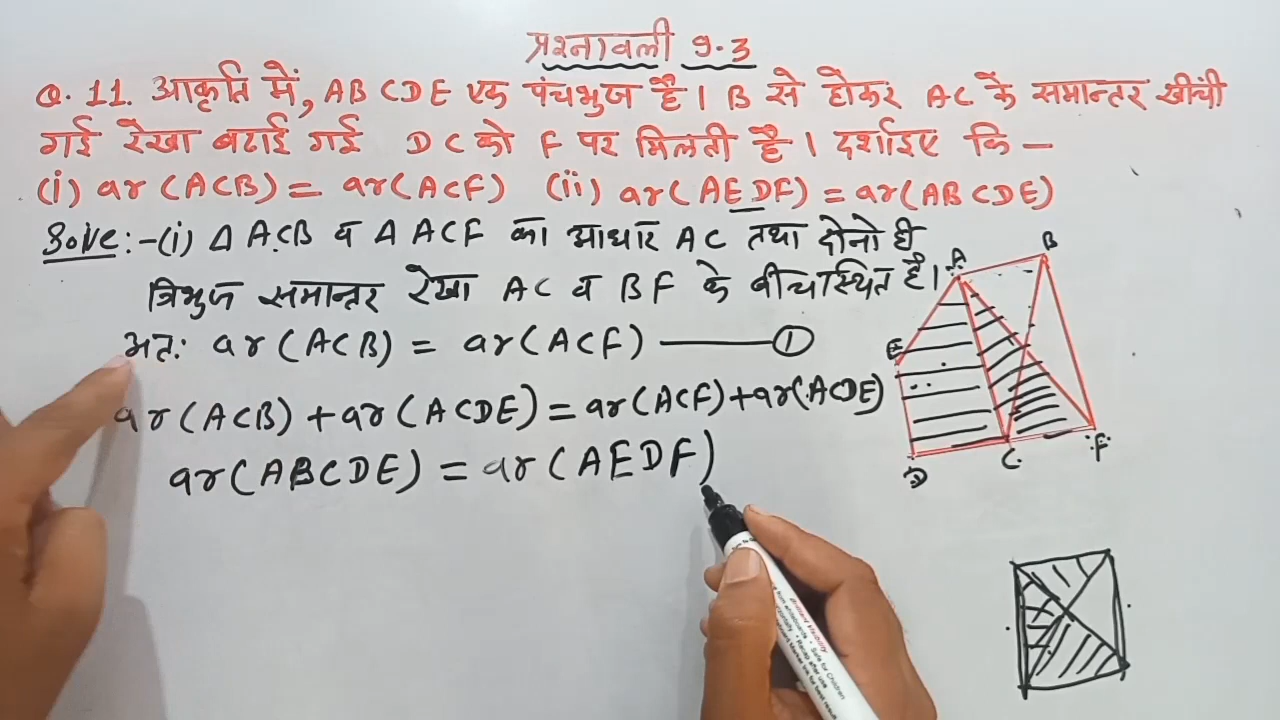 प्रश्नावली 9.3
Q. 11. आकृति में, ABCDE एक पंचभुज है। B से होकर AC के समान्तर खींची
गई रेखा बढाई गई DC को F पर मिलती है। दर्शाइए कि –
(i) ar (ACB) = ar(ACF) (ii) ar(AEDF) = ar(ABCDE)
Solve:-(i) Δ ACB व Δ ACF का आधार AC तथा दोनो ही
त्रिभुज समान्तर रेखा AC व BF के बीच स्थित है।
अतः ar (ACB) = ar(ACF) ——— ①
ar(ACB) + ar(ACDE) = ar(ACF)+ar(ACDE)
ar(ABCDE) = ar(AEDF)
A
B
E
D
C
F